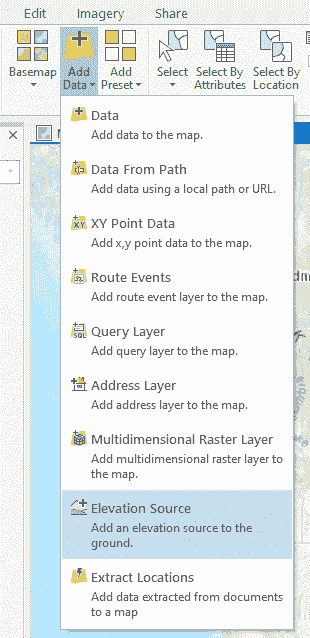 Edit Imagery Share
Basemap Add Data Add Preset Select Select By Attributes Select By Location
Data
Add data to the map.
Data From Path
Add data using a local path or URL.
XY Point Data
Add x,y point data to the map.
Route Events
Add route event layer to the map.
Query Layer
Add query layer to the map.
Address Layer
Add address layer to the map.
Multidimensional Raster Layer
Add multidimensional raster layer to
the map.
Elevation Source
Add an elevation source to the
ground.
Extract Locations
Add data extracted from documents
to a map